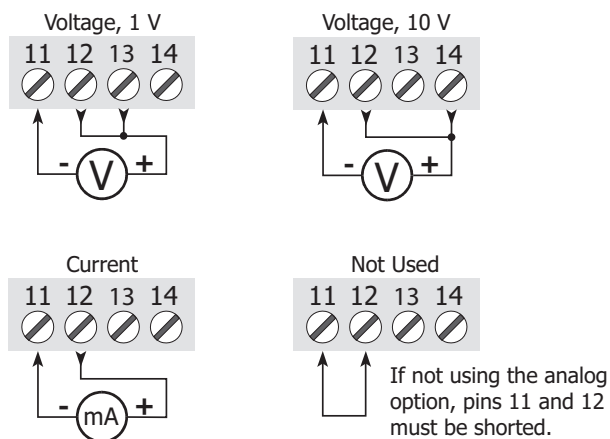 Voltage, 1 V
11 12 13 14
- V +
Voltage, 10 V
11 12 13 14
- V +
Current
11 12 13 14
- mA +
Not Used
11 12 13 14
If not using the analog
option, pins 11 and 12
must be shorted.